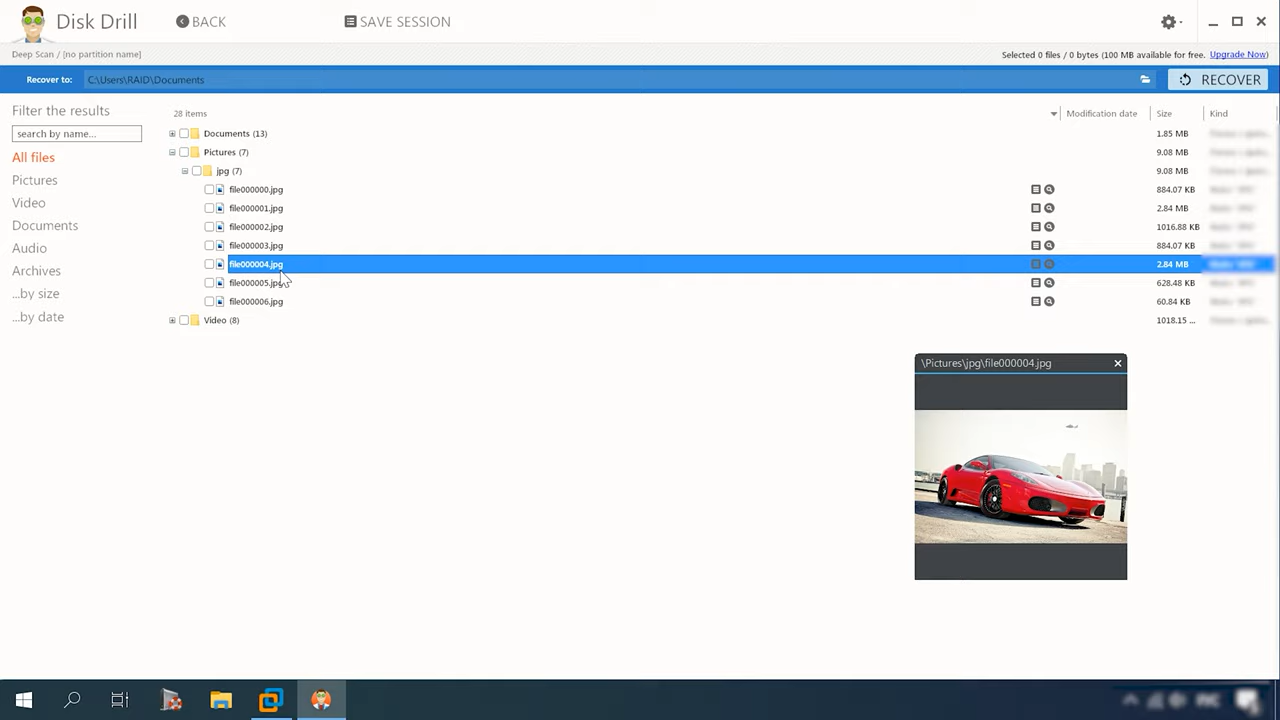 Disk Drill
BACK
SAVE SESSION
Deep Scan / [no partition name]
Selected 0 files / 0 bytes (100 MB available for free. Upgrade Now)
Recover to:
C:\Users\RAID\Documents
RECOVER
Filter the results
search by name...
All files
Pictures
Video
Documents
Audio
Archives
...by size
...by date
28 items
Modification date
Size
Kind
Documents (13)
1.85 MB
Pictures (7)
9.08 MB
jpg (7)
9.08 MB
file000000.jpg
884.07 KB
file000001.jpg
2.84 MB
file000002.jpg
1016.88 KB
file000003.jpg
884.07 KB
file000004.jpg
2.84 MB
file000005.jpg
628.48 KB
file000006.jpg
60.84 KB
Video (8)
1018.15 ...
\Pictures\jpg\file000004.jpg